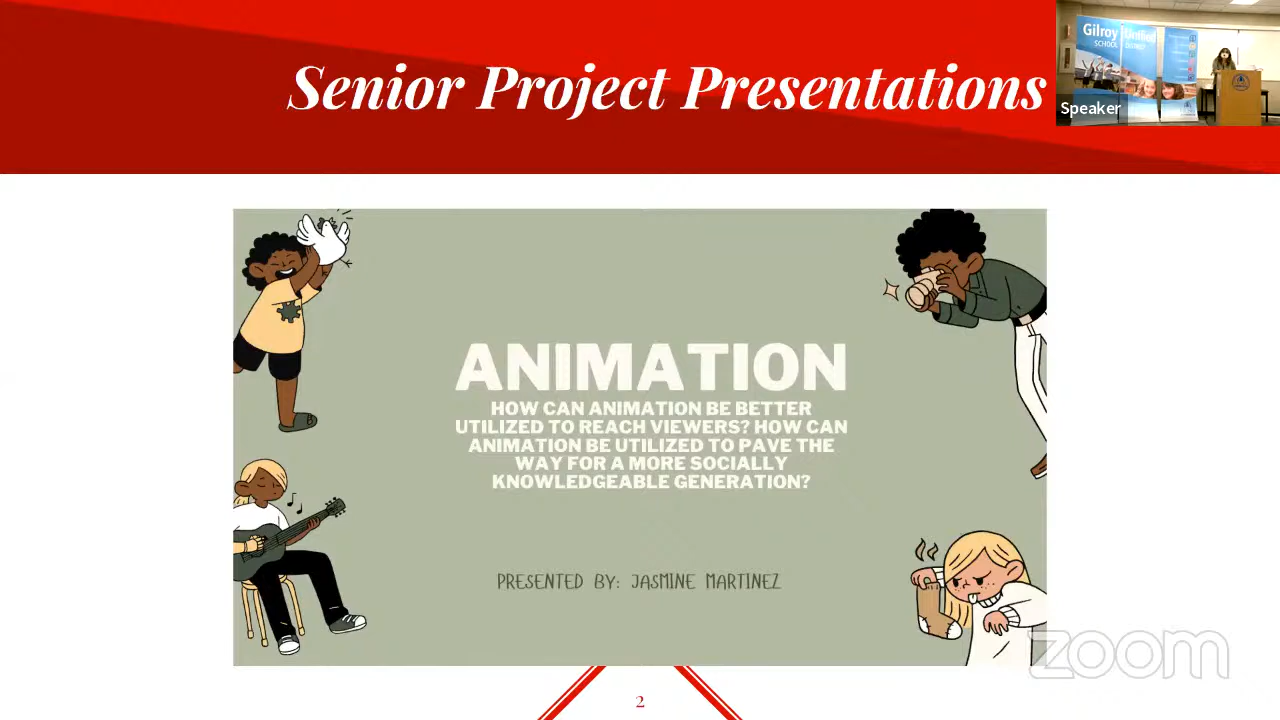 Senior Project Presentations
Gilroy Unified
SCHOOL DISTRICT
Speaker
ANIMATION
HOW CAN ANIMATION BE BETTER
UTILIZED TO REACH VIEWERS? HOW CAN
ANIMATION BE UTILIZED TO PAVE THE
WAY FOR A MORE SOCIALLY
KNOWLEDGEABLE GENERATION?
PRESENTED BY: JASMINE MARTINEZ
zoom
2